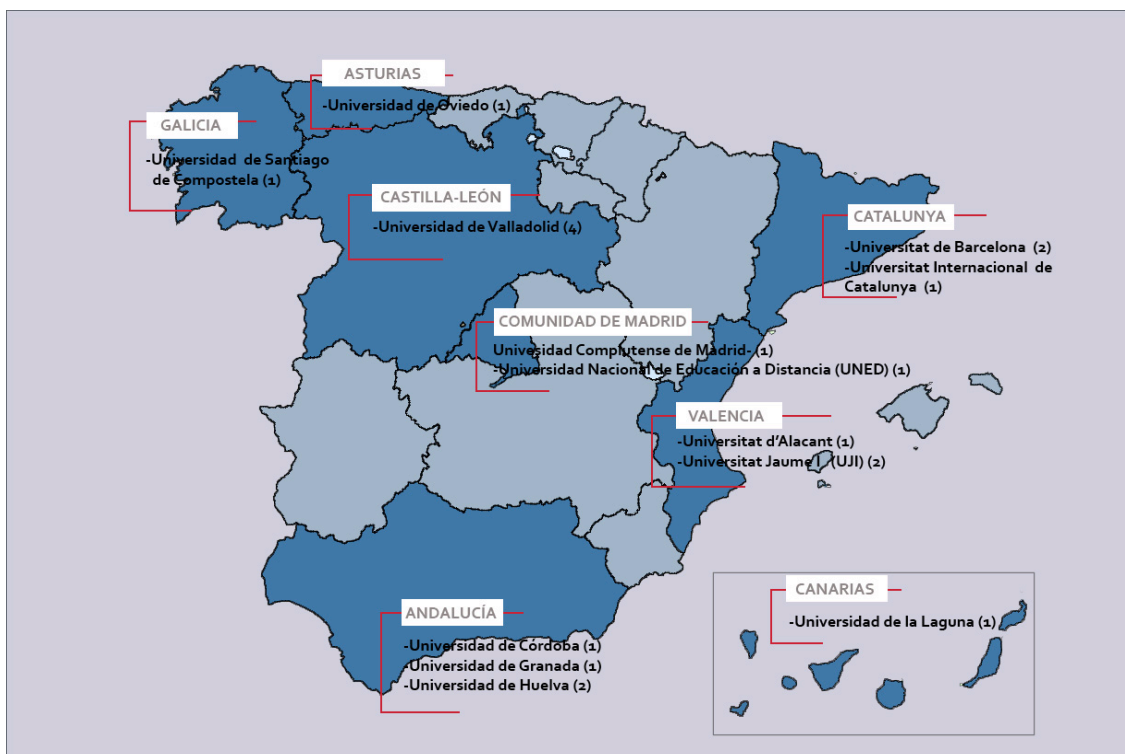 ASTURIAS
-Universidad de Oviedo (1)
GALICIA
-Universidad de Santiago
de Compostela (1)
CASTILLA-LEÓN
-Universidad de Valladolid (4)
CATALUNYA
-Universitat de Barcelona (2)
-Universitat Internacional de
Catalunya (1)
COMUNIDAD DE MADRID
Univesidad Complutense de Madrid- (1)
-Universidad Nacional de Educación a Distancia (UNED) (1)
VALENCIA
-Universitat d'Alacant (1)
-Universitat Jaume I (UJI) (2)
CANARIAS
-Universidad de la Laguna (1)
ANDALUCÍA
-Universidad de Córdoba (1)
-Universidad de Granada (1)
-Universidad de Huelva (2)